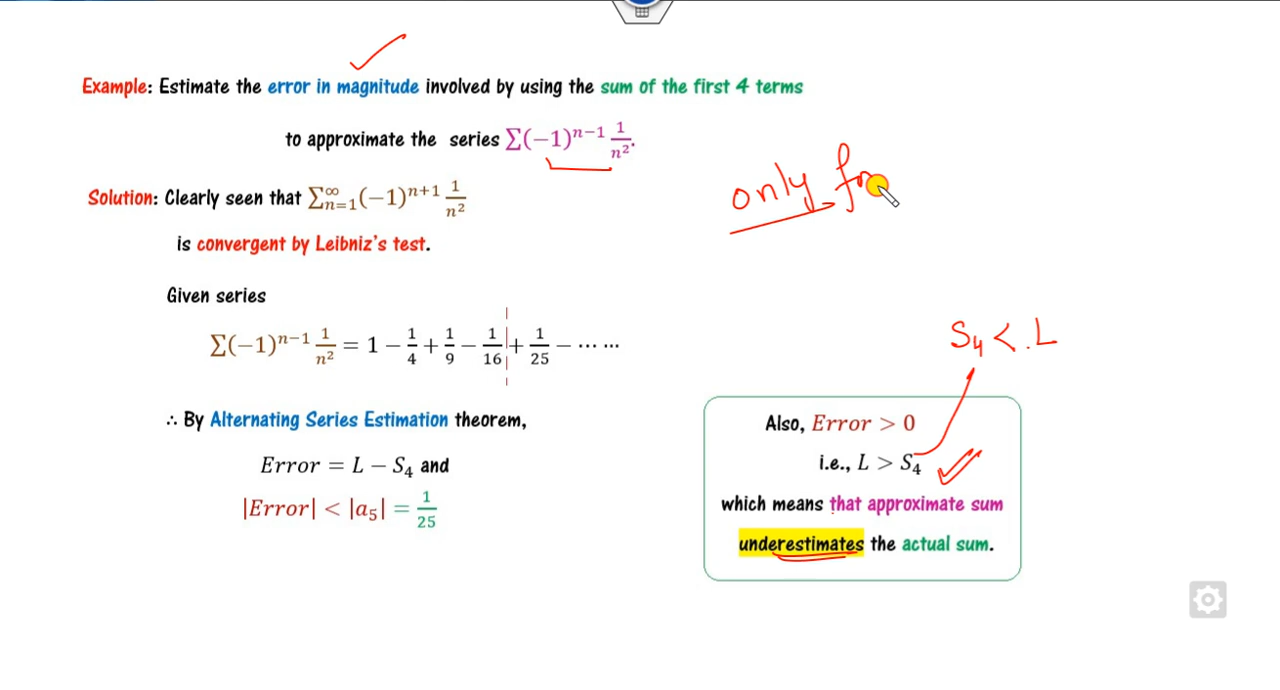 Example: Estimate the error in magnitude involved by using the sum of the first 4 terms
to approximate the series ∑(−1)ⁿ⁻¹ 1/n².
Solution: Clearly seen that ∑_{n=1}^{∞}(−1)ⁿ⁺¹ 1/n²
is convergent by Leibniz's test.
only fo
Given series
∑(−1)ⁿ⁻¹ 1/n² = 1 − 1/4 + 1/9 − 1/16 + 1/25 − ⋯ ⋯
S₄ < . L
∴ By Alternating Series Estimation theorem,
Error = L − S₄ and
|Error| < |a₅| = 1/25
Also, Error > 0
i.e., L > S₄
which means that approximate sum
underestimates the actual sum.